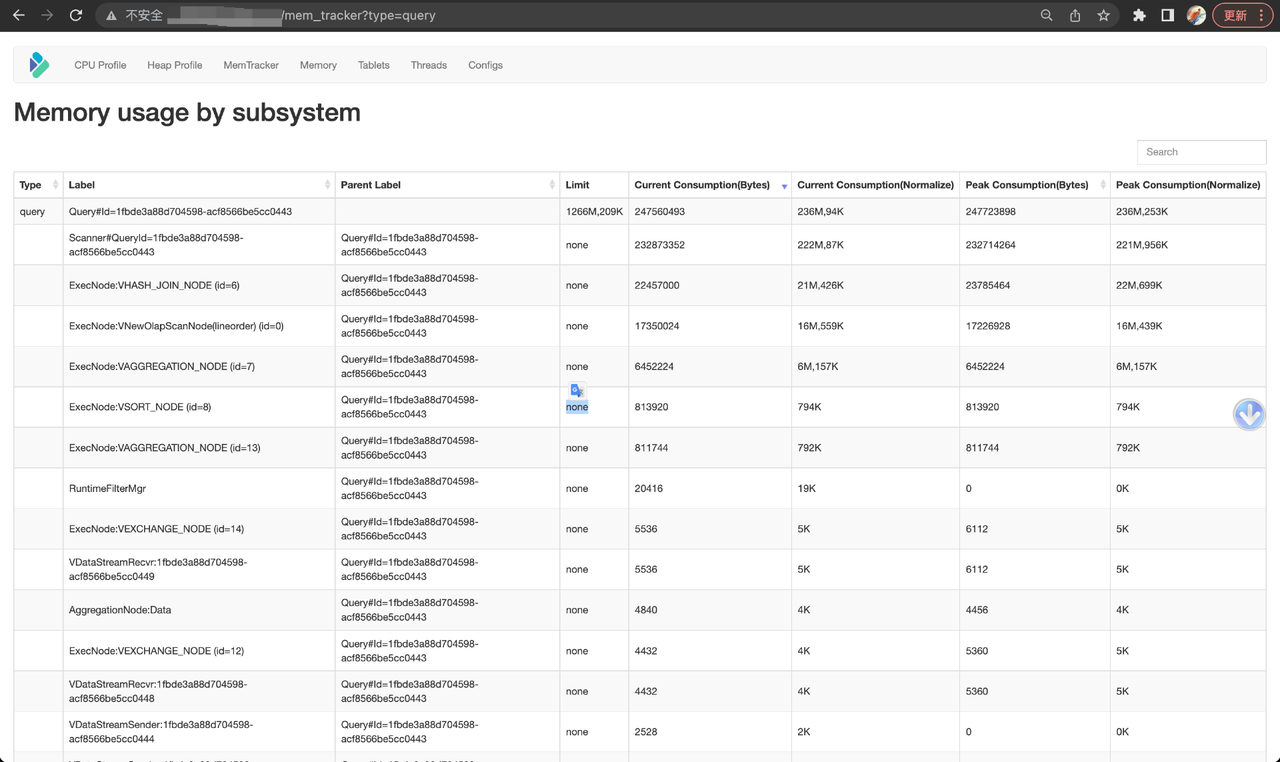 不安全 /mem_tracker?type=query
更新
CPU Profile Heap Profile MemTracker Memory Tablets Threads Configs
Memory usage by subsystem
Search
Type Label Parent Label Limit Current Consumption(Bytes) Current Consumption(Normalize) Peak Consumption(Bytes) Peak Consumption(Normalize)
query Query#Id=1fbde3a88d704598-acf8566be5cc0443 1266M,209K 247560493 236M,94K 247723898 236M,253K
Scanner#QueryId=1fbde3a88d704598-
acf8566be5cc0443
Query#Id=1fbde3a88d704598-
acf8566be5cc0443
none 232873352 222M,87K 232714264 221M,956K
ExecNode:VHASH_JOIN_NODE (id=6)
Query#Id=1fbde3a88d704598-
acf8566be5cc0443
none 22457000 21M,426K 23785464 22M,699K
ExecNode:VNewOlapScanNode(lineorder) (id=0)
Query#Id=1fbde3a88d704598-
acf8566be5cc0443
none 17350024 16M,559K 17226928 16M,439K
ExecNode:VAGGREGATION_NODE (id=7)
Query#Id=1fbde3a88d704598-
acf8566be5cc0443
none 6452224 6M,157K 6452224 6M,157K
ExecNode:VSORT_NODE (id=8)
Query#Id=1fbde3a88d704598-
acf8566be5cc0443
none 813920 794K 813920 794K
ExecNode:VAGGREGATION_NODE (id=13)
Query#Id=1fbde3a88d704598-
acf8566be5cc0443
none 811744 792K 811744 792K
RuntimeFilterMgr
Query#Id=1fbde3a88d704598-
acf8566be5cc0443
none 20416 19K 0 0K
ExecNode:VEXCHANGE_NODE (id=14)
Query#Id=1fbde3a88d704598-
acf8566be5cc0443
none 5536 5K 6112 5K
VDataStreamRecvr:1fbde3a88d704598-
acf8566be5cc0449
Query#Id=1fbde3a88d704598-
acf8566be5cc0443
none 5536 5K 6112 5K
AggregationNode:Data
Query#Id=1fbde3a88d704598-
acf8566be5cc0443
none 4840 4K 4456 4K
ExecNode:VEXCHANGE_NODE (id=12)
Query#Id=1fbde3a88d704598-
acf8566be5cc0443
none 4432 4K 5360 5K
VDataStreamRecvr:1fbde3a88d704598-
acf8566be5cc0448
Query#Id=1fbde3a88d704598-
acf8566be5cc0443
none 4432 4K 5360 5K
VDataStreamSender:1fbde3a88d704598-
acf8566be5cc0444
Query#Id=1fbde3a88d704598-
acf8566be5cc0443
none 2528 2K 0 0K